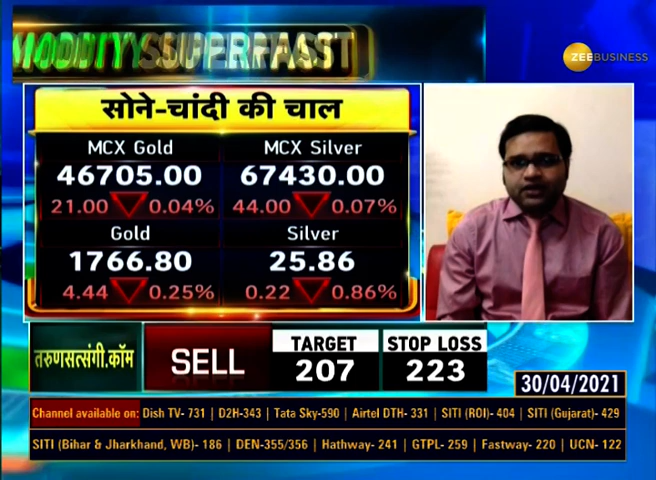 MODDITY SUPERFAST
ZEE BUSINESS
सोने-चांदी की चाल
MCX Gold MCX Silver
46705.00 67430.00
21.00 0.04% 44.00 0.07%
Gold Silver
1766.80 25.86
4.44 0.25% 0.22 0.86%
तरुणसत्संगी.कॉम SELL TARGET STOP LOSS
207 223
30/04/2021
Channel available on: Dish TV- 731 | D2H-343 | Tata Sky-590 | Airtel DTH- 331 | SITI (ROI)- 404 | SITI (Gujarat)- 429
SITI (Bihar & Jharkhand, WB)- 186 | DEN-355/356 | Hathway- 241 | GTPL- 259 | Fastway- 220 | UCN- 122